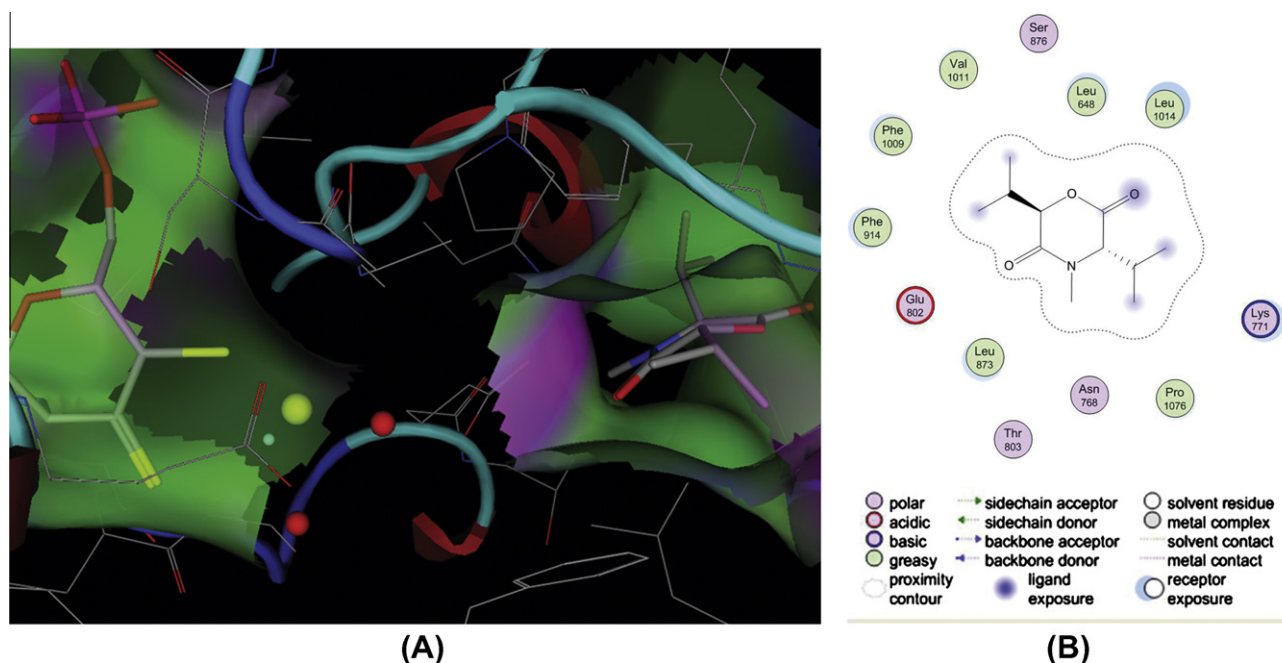 Ser
876
Val
1011
Leu
648
Leu
1014
Phe
1009
Phe
914
Glu
802
Leu
873
Lys
771
Asn
768
Pro
1076
Thr
803
O
O
O
N
polar
acidic
basic
greasy
proximity
contour
sidechain acceptor
sidechain donor
backbone acceptor
backbone donor
ligand
exposure
solvent residue
metal complex
solvent contact
metal contact
receptor
exposure
(A)
(B)